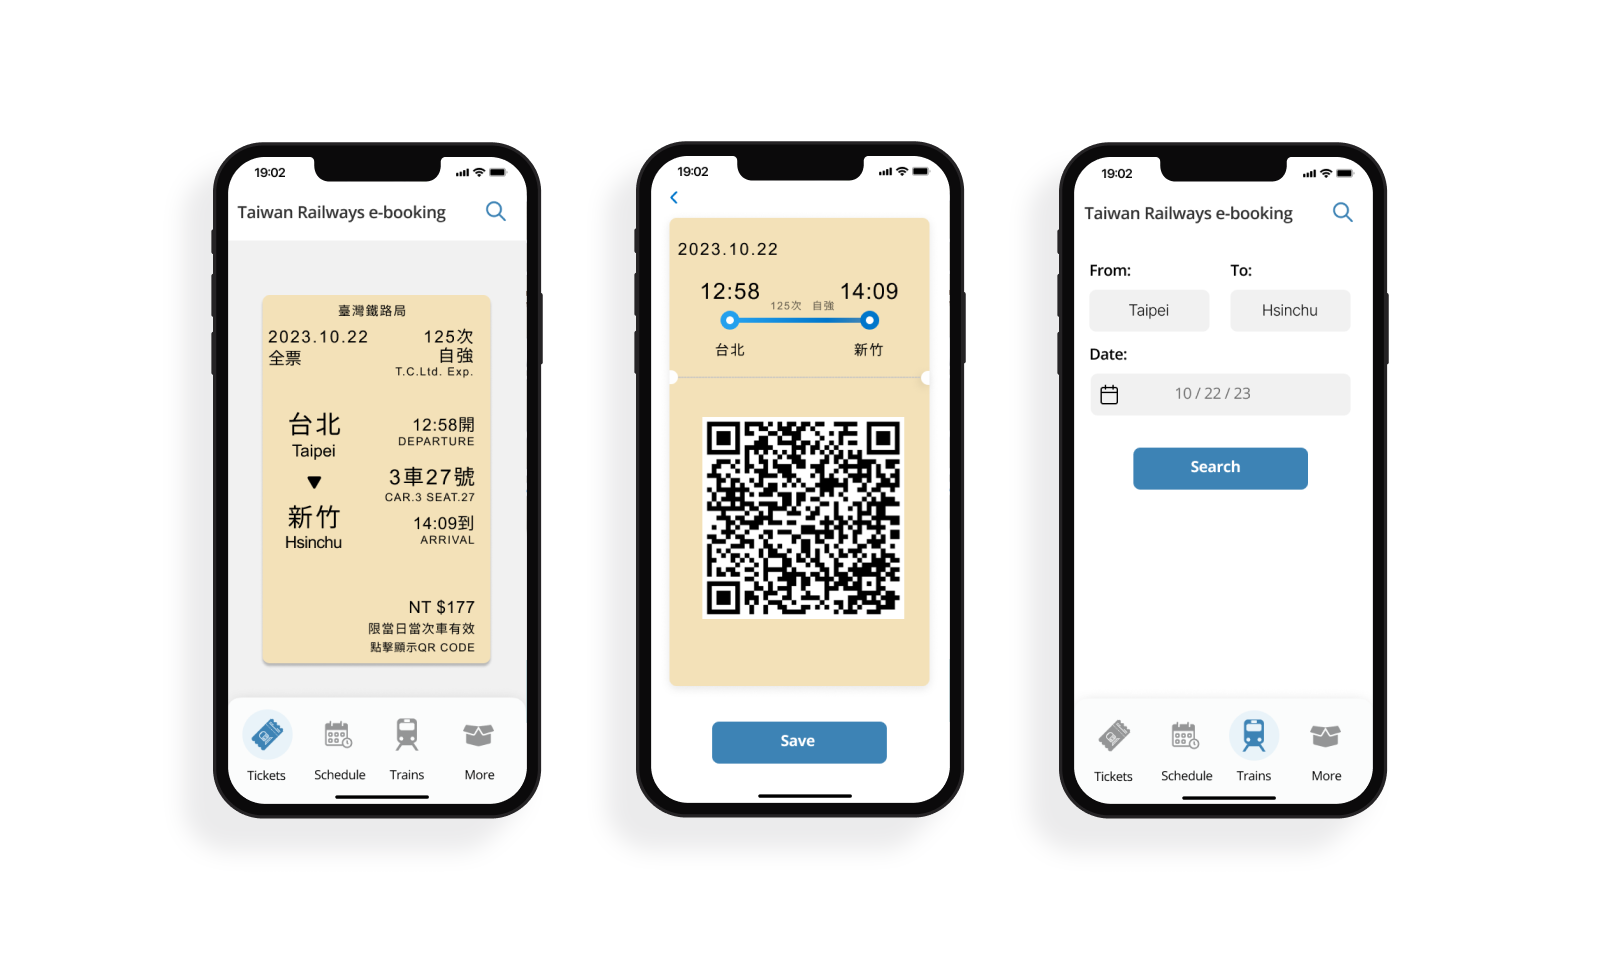 19:02
Taiwan Railways e-booking
臺灣鐵路局
2023.10.22
125次
全票
自強
T.C.Ltd. Exp.
台北
Taipei
12:58開
DEPARTURE
3車27號
CAR.3 SEAT.27
新竹
Hsinchu
14:09到
ARRIVAL
NT $177
限當日當次車有效
點擊顯示QR CODE
Tickets
Schedule
Trains
More
19:02
2023.10.22
12:58
14:09
125次 自強
台北
新竹
Save
19:02
Taiwan Railways e-booking
From:
To:
Taipei
Hsinchu
Date:
10 / 22 / 23
Search
Tickets
Schedule
Trains
More